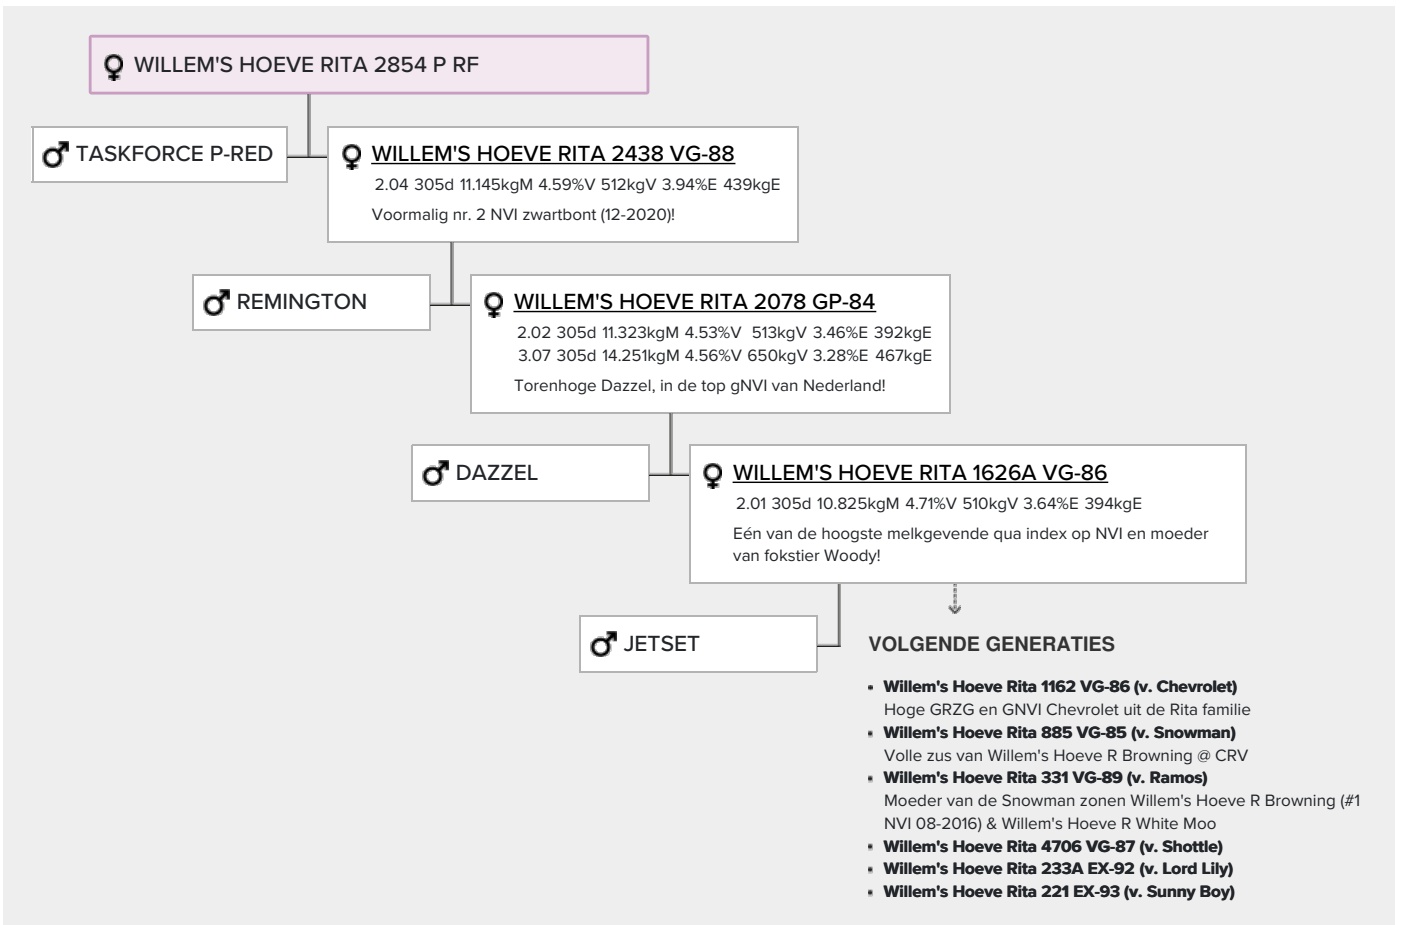 WILLEM'S HOEVE RITA 2854 P RF
TASKFORCE P-RED
WILLEM'S HOEVE RITA 2438 VG-88
2.04 305d 11.145kgM 4.59%V 512kgV 3.94%E 439kgE
Voormalig nr. 2 NVI zwartbont (12-2020)!
REMINGTON
WILLEM'S HOEVE RITA 2078 GP-84
2.02 305d 11.323kgM 4.53%V 513kgV 3.46%E 392kgE
3.07 305d 14.251kgM 4.56%V 650kgV 3.28%E 467kgE
Torenhoge Dazzel, in de top gNVI van Nederland!
DAZZEL
WILLEM'S HOEVE RITA 1626A VG-86
2.01 305d 10.825kgM 4.71%V 510kgV 3.64%E 394kgE
Eén van de hoogste melkgevende qua index op NVI en moeder
van fokstier Woody!
JETSET
VOLGENDE GENERATIES
Willem's Hoeve Rita 1162 VG-86 (v. Chevrolet)
Hoge GRZG en GNVI Chevrolet uit de Rita familie
Willem's Hoeve Rita 885 VG-85 (v. Snowman)
Volle zus van Willem's Hoeve R Browning @ CRV
Willem's Hoeve Rita 331 VG-89 (v. Ramos)
Moeder van de Snowman zonen Willem's Hoeve R Browning (#1
NVI 08-2016) & Willem's Hoeve R White Moo
Willem's Hoeve Rita 4706 VG-87 (v. Shottle)
Willem's Hoeve Rita 233A EX-92 (v. Lord Lily)
Willem's Hoeve Rita 221 EX-93 (v. Sunny Boy)